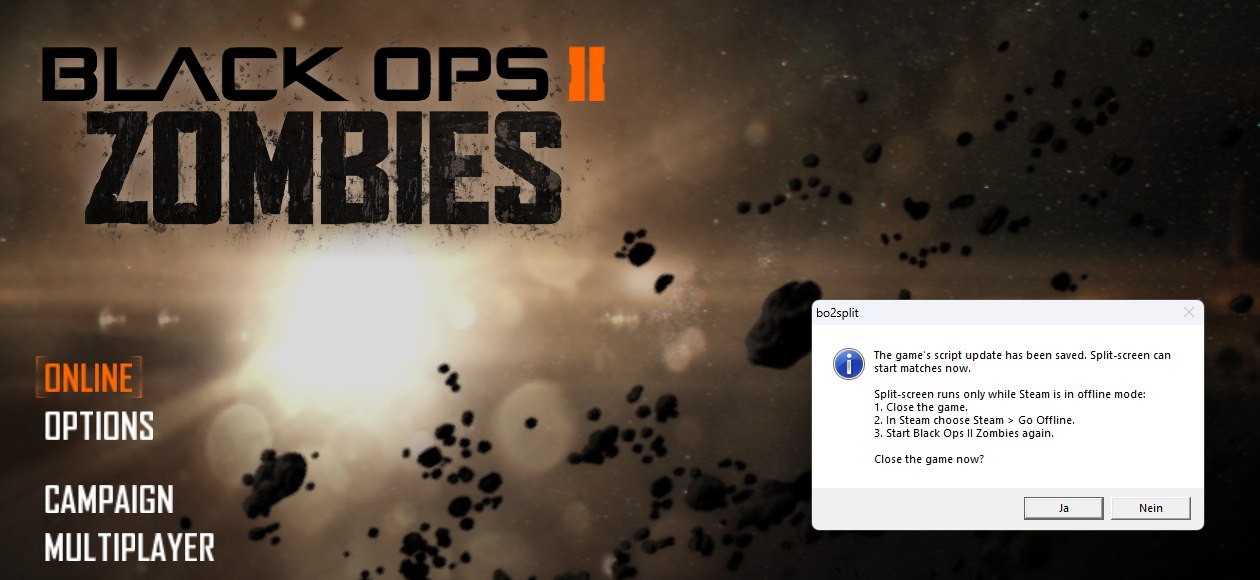 BLACK OPS II
ZOMBIES
ONLINE
OPTIONS
CAMPAIGN
MULTIPLAYER
bo2split
The game's script update has been saved. Split-screen can
start matches now.
Split-screen runs only while Steam is in offline mode:
1. Close the game.
2. In Steam choose Steam > Go Offline.
3. Start Black Ops II Zombies again.
Close the game now?
Ja
Nein